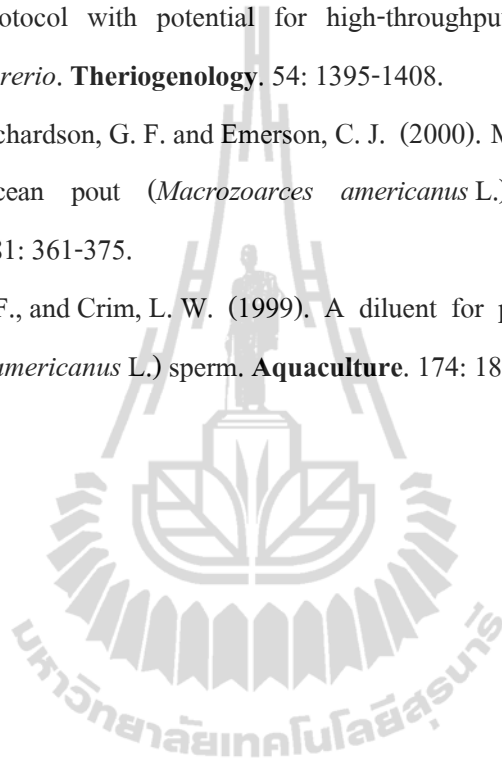 otocol with potential for high-throughpu
rerio. Theriogenology. 54: 1395-1408.
chardson, G. F. and Emerson, C. J. (2000). M
cean pout (Macrozoarces americanus L.)
81: 361-375.
F., and Crim, L. W. (1999). A diluent for p
americanus L.) sperm. Aquaculture. 174: 18
มหาวิทยาลัยเทคโนโลยีสุรนารี